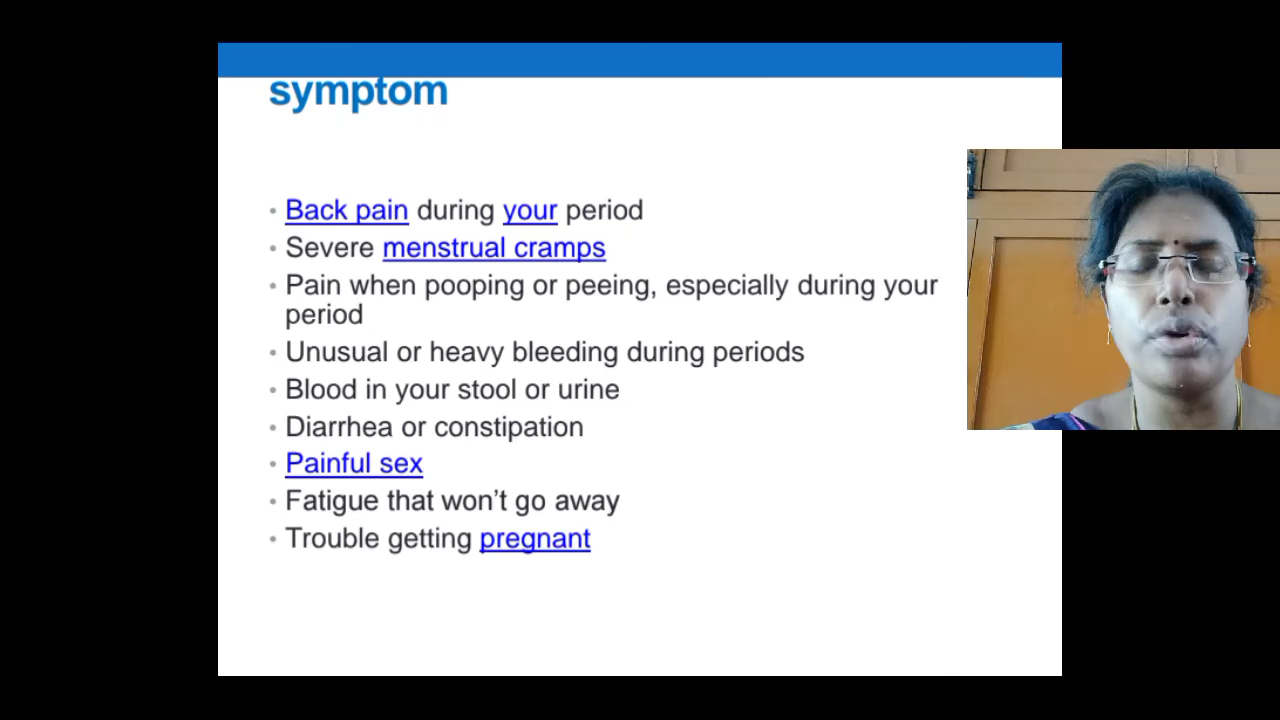 symptom
• Back pain during your period
• Severe menstrual cramps
• Pain when pooping or peeing, especially during your
period
• Unusual or heavy bleeding during periods
• Blood in your stool or urine
• Diarrhea or constipation
• Painful sex
• Fatigue that won’t go away
• Trouble getting pregnant